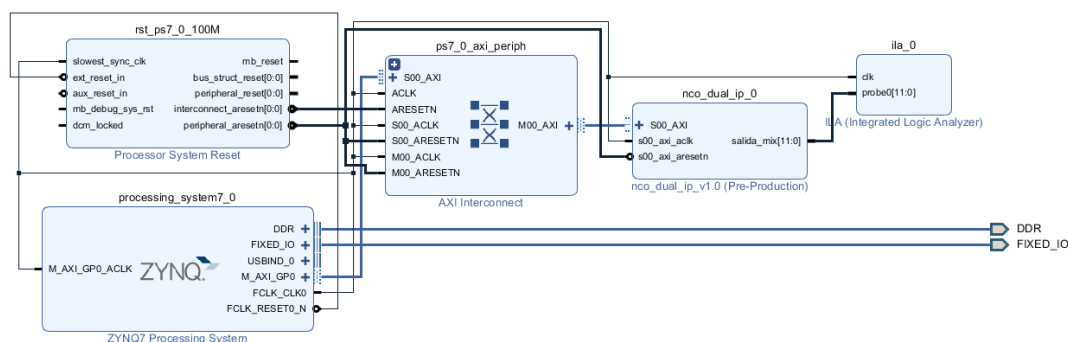 rst_ps7_0_100M
slowest_sync_clk
ext_reset_in
aux_reset_in
mb_debug_sys_rst
dcm_locked
mb_reset
bus_struct_reset[0:0]
peripheral_reset[0:0]
interconnect_aresetn[0:0]
peripheral_aresetn[0:0]
Processor System Reset
ps7_0_axi_periph
S00_AXI
ACLK
ARESETN
S00_ACLK
S00_ARESETN
M00_ACLK
M00_ARESETN
M00_AXI
AXI Interconnect
nco_dual_ip_0
S00_AXI
s00_axi_aclk
s00_axi_aresetn
salida_mix[11:0]
nco_dual_ip_v1.0 (Pre-Production)
ila_0
clk
probe0[11:0]
ILA (Integrated Logic Analyzer)
processing_system7_0
M_AXI_GP0_ACLK
ZYNQ
DDR
FIXED_IO
USBIND_0
M_AXI_GP0
FCLK_CLK0
FCLK_RESET0_N
ZYNQ7 Processing System
DDR
FIXED_IO